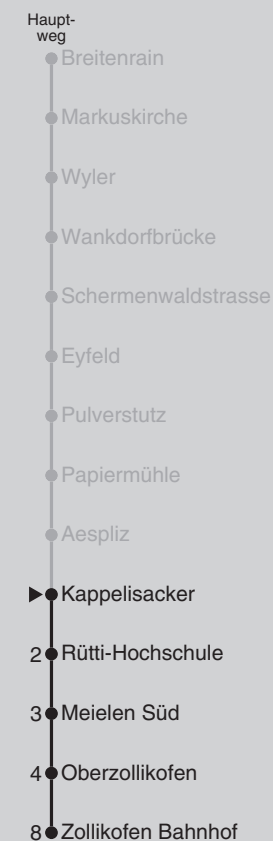 Haupt-
weg
Breitenrain
Markuskirche
Wyler
Wankdorfbrücke
Schermenwaldstrasse
Eyfeld
Pulverstutz
Papiermühle
Aespliz
Kappelisacker
2 Rütti-Hochschule
3 Meielen Süd
4 Oberzollikofen
8 Zollikofen Bahnhof